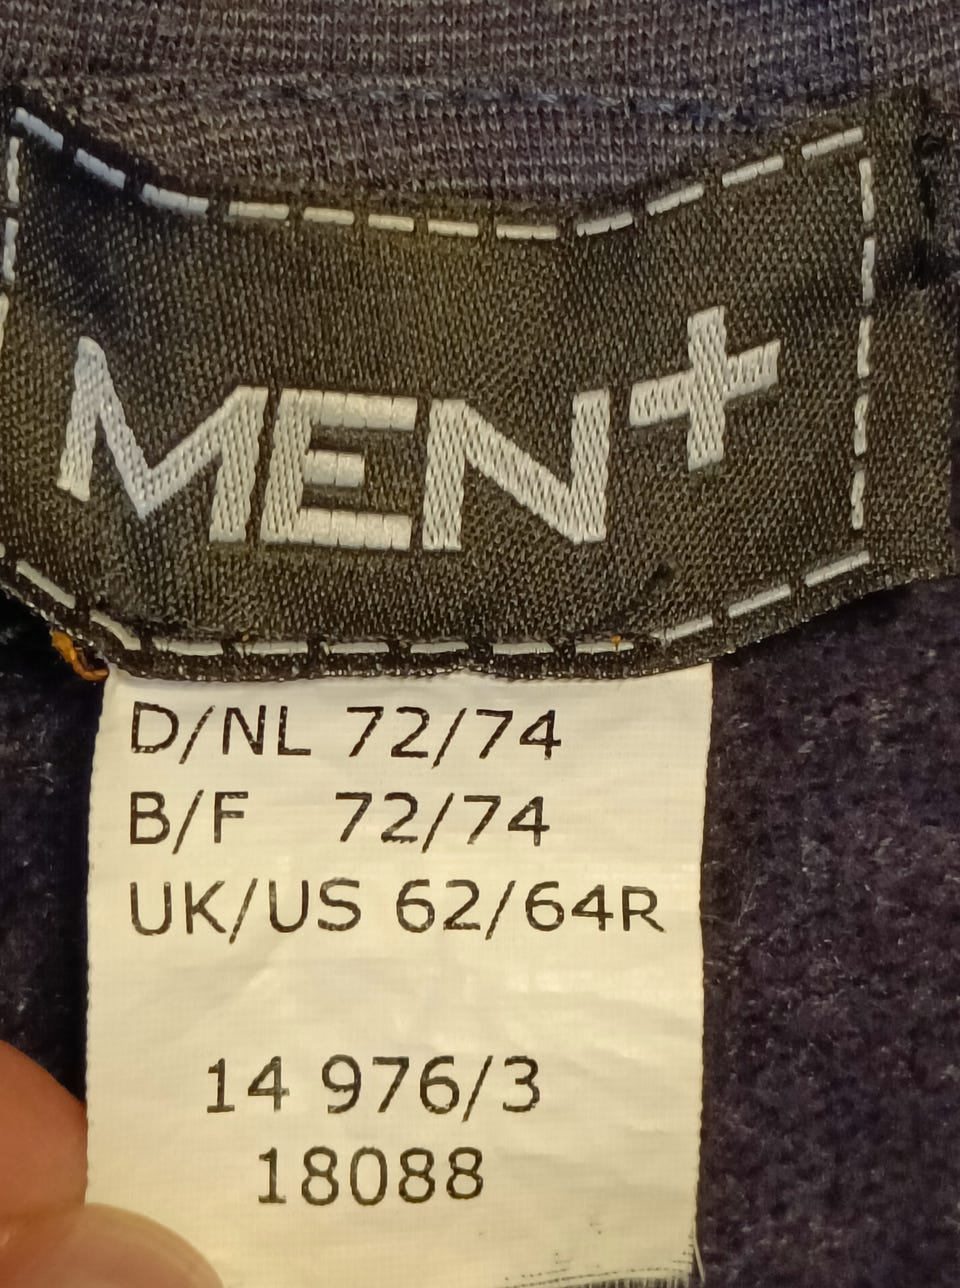 MEN+
D/NL 72/74
B/F 72/74
UK/US 62/64R
14 976/3
18088